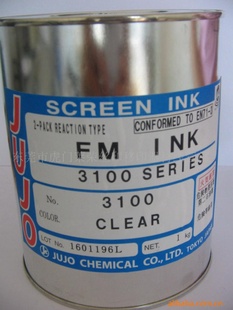 JUJO
SCREEN INK
2-PACK REACTION TYPE
CONFORMED TO EN71-3
FM INK
3100 SERIES
No. 3100
COLOR. CLEAR
LOT No. 1601196L NET. 1 kg
JUJO CHEMICAL CO., LTD. TOKYO